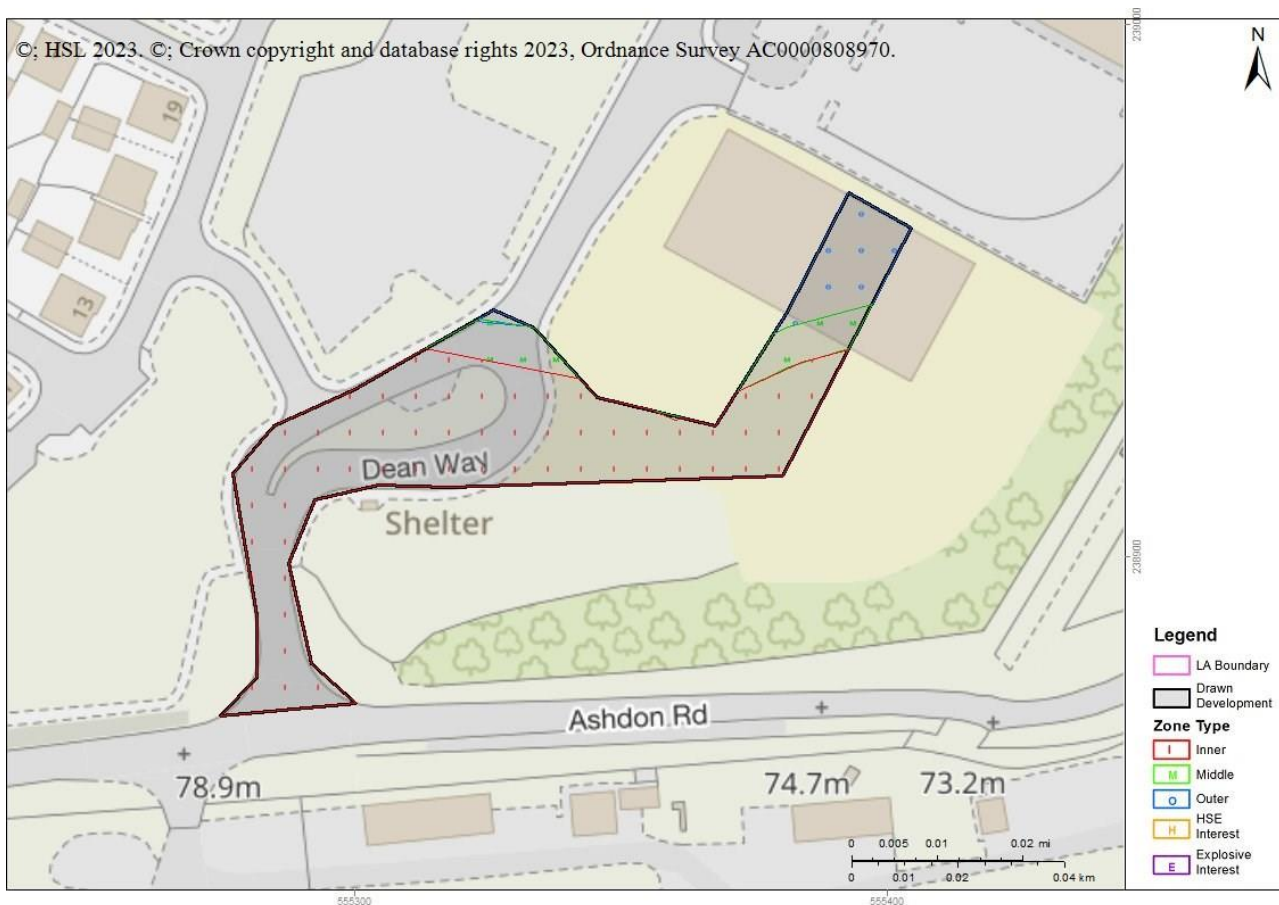 ©; HSL 2023. ©; Crown copyright and database rights 2023, Ordnance Survey AC0000808970.
239000
N
19
13
Dean Way
Shelter
238900
Ashdon Rd
78.9m
74.7m
73.2m
0 0.005 0.01 0.02 mi
0 0.01 0.02 0.04 km
555300
555400
Legend
LA Boundary
Drawn
Development
Zone Type
I Inner
M Middle
O Outer
H HSE
Interest
E Explosive
Interest